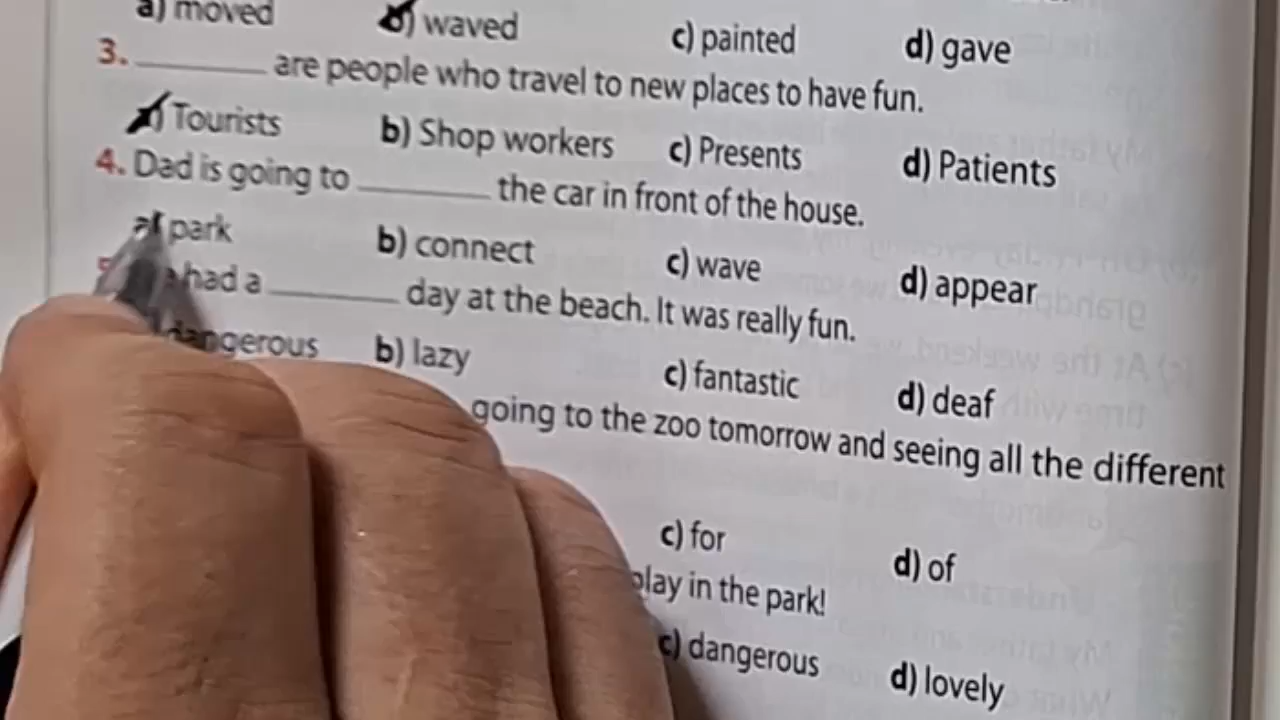 a) moved b) waved c) painted d) gave
3. ________ are people who travel to new places to have fun.
a) Tourists b) Shop workers c) Presents d) Patients
4. Dad is going to ________ the car in front of the house.
a) park b) connect c) wave d) appear
had a ________ day at the beach. It was really fun.
dangerous b) lazy c) fantastic d) deaf
going to the zoo tomorrow and seeing all the different
c) for d) of
play in the park!
c) dangerous d) lovely